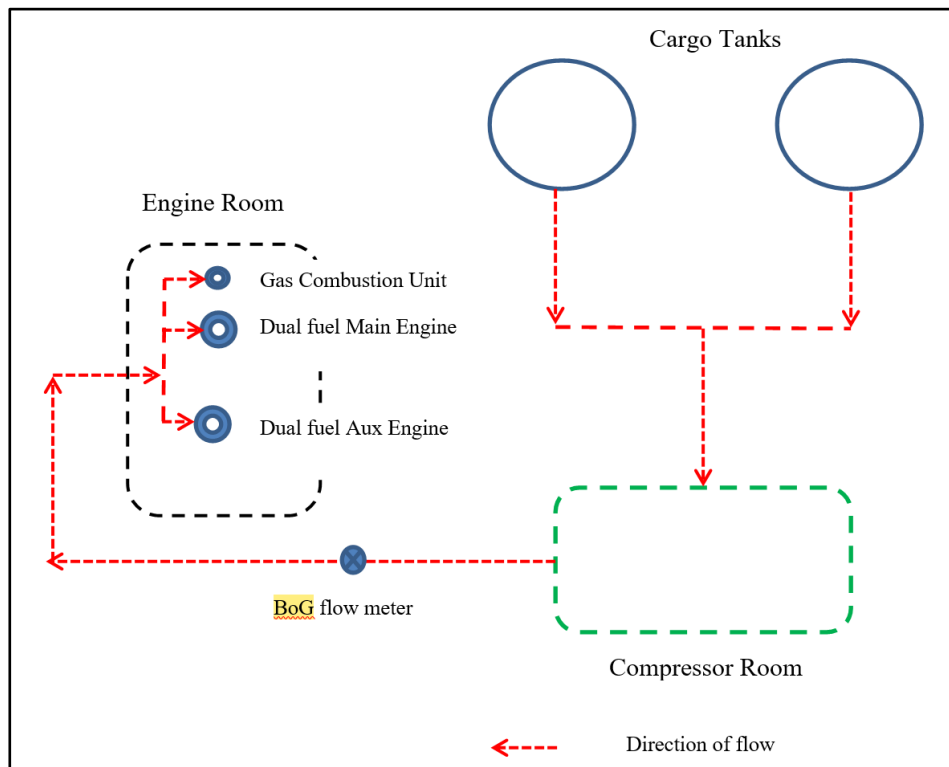 Cargo Tanks
Engine Room
Gas Combustion Unit
Dual fuel Main Engine
Dual fuel Aux Engine
BoG flow meter
Compressor Room
Direction of flow